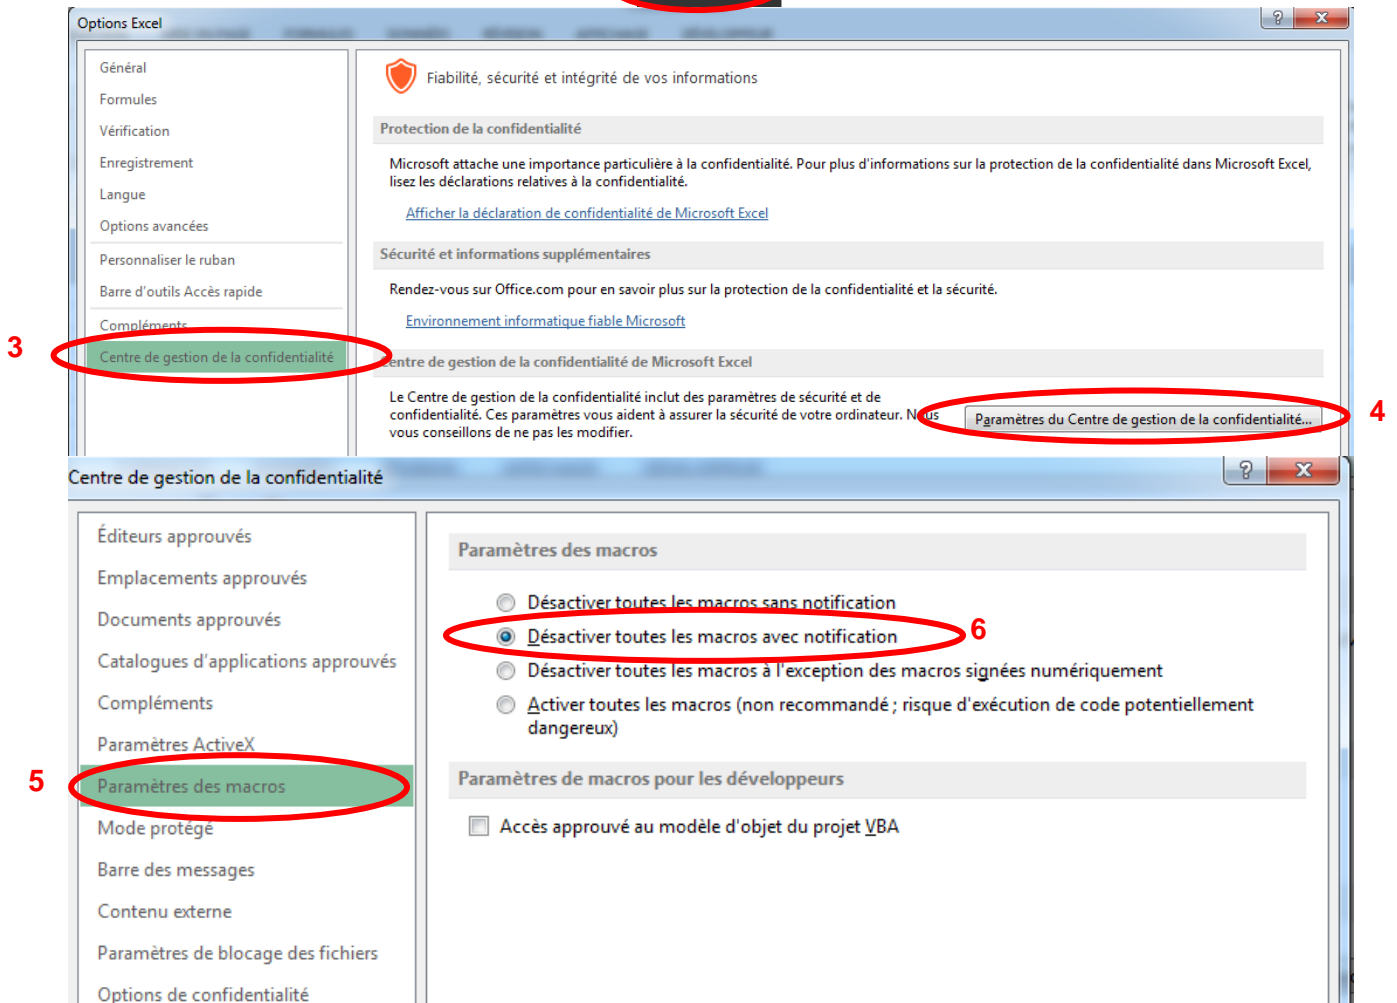 Options Excel
Général
Formules
Vérification
Enregistrement
Langue
Options avancées
Personnaliser le ruban
Barre d'outils Accès rapide
Compléments
3
Centre de gestion de la confidentialité
Fiabilité, sécurité et intégrité de vos informations
Protection de la confidentialité
Microsoft attache une importance particulière à la confidentialité. Pour plus d'informations sur la protection de la confidentialité dans Microsoft Excel,
lisez les déclarations relatives à la confidentialité.
Afficher la déclaration de confidentialité de Microsoft Excel
Sécurité et informations supplémentaires
Rendez-vous sur Office.com pour en savoir plus sur la protection de la confidentialité et la sécurité.
Environnement informatique fiable Microsoft
Centre de gestion de la confidentialité de Microsoft Excel
Le Centre de gestion de la confidentialité inclut des paramètres de sécurité et de
confidentialité. Ces paramètres vous aident à assurer la sécurité de votre ordinateur. Nous
vous conseillons de ne pas les modifier.
Paramètres du Centre de gestion de la confidentialité...
4
Centre de gestion de la confidentialité
Éditeurs approuvés
Emplacements approuvés
Documents approuvés
Catalogues d'applications approuvés
Compléments
Paramètres ActiveX
5
Paramètres des macros
Mode protégé
Barre des messages
Contenu externe
Paramètres de blocage des fichiers
Options de confidentialité
Paramètres des macros
Désactiver toutes les macros sans notification
Désactiver toutes les macros avec notification
6
Désactiver toutes les macros à l'exception des macros signées numériquement
Activer toutes les macros (non recommandé ; risque d'exécution de code potentiellement
dangereux)
Paramètres de macros pour les développeurs
Accès approuvé au modèle d'objet du projet VBA